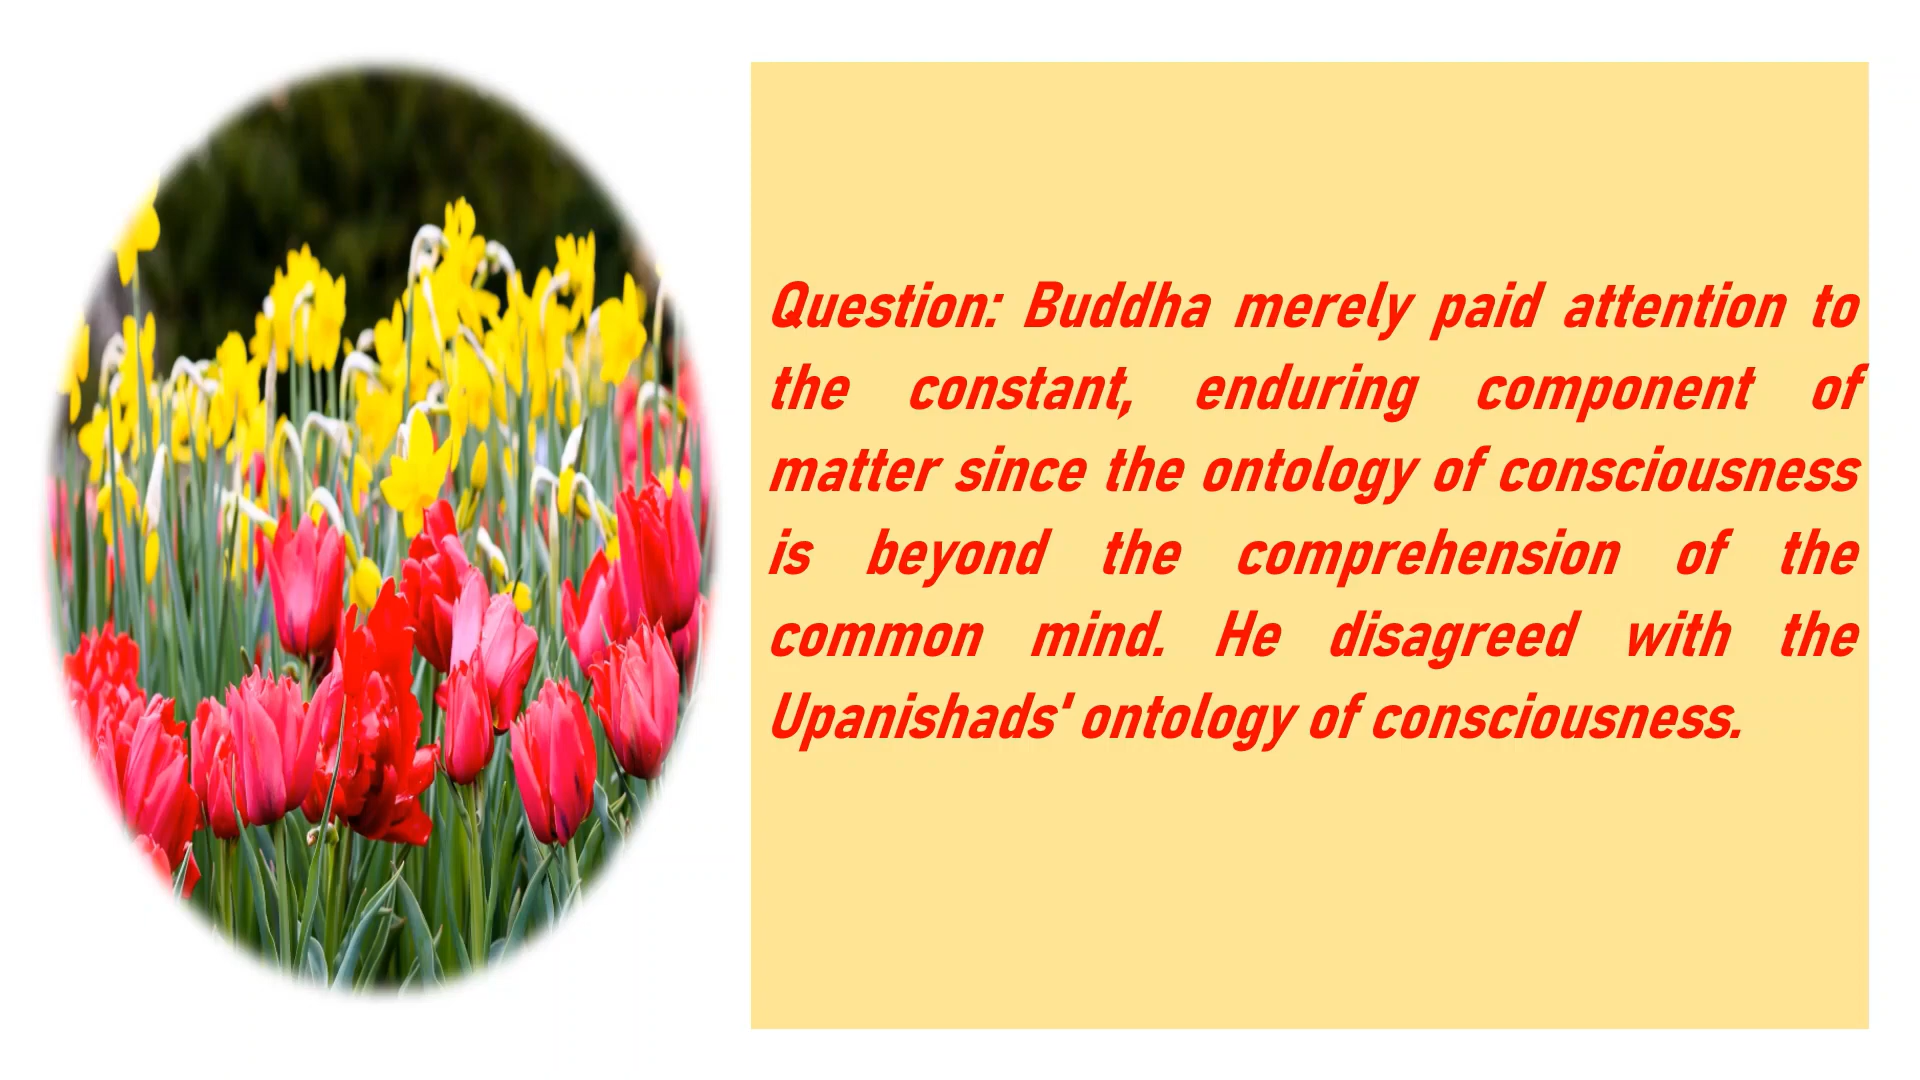 Question: Buddha merely paid attention to
the constant, enduring component of
matter since the ontology of consciousness
is beyond the comprehension of the
common mind. He disagreed with the
Upanishads' ontology of consciousness.